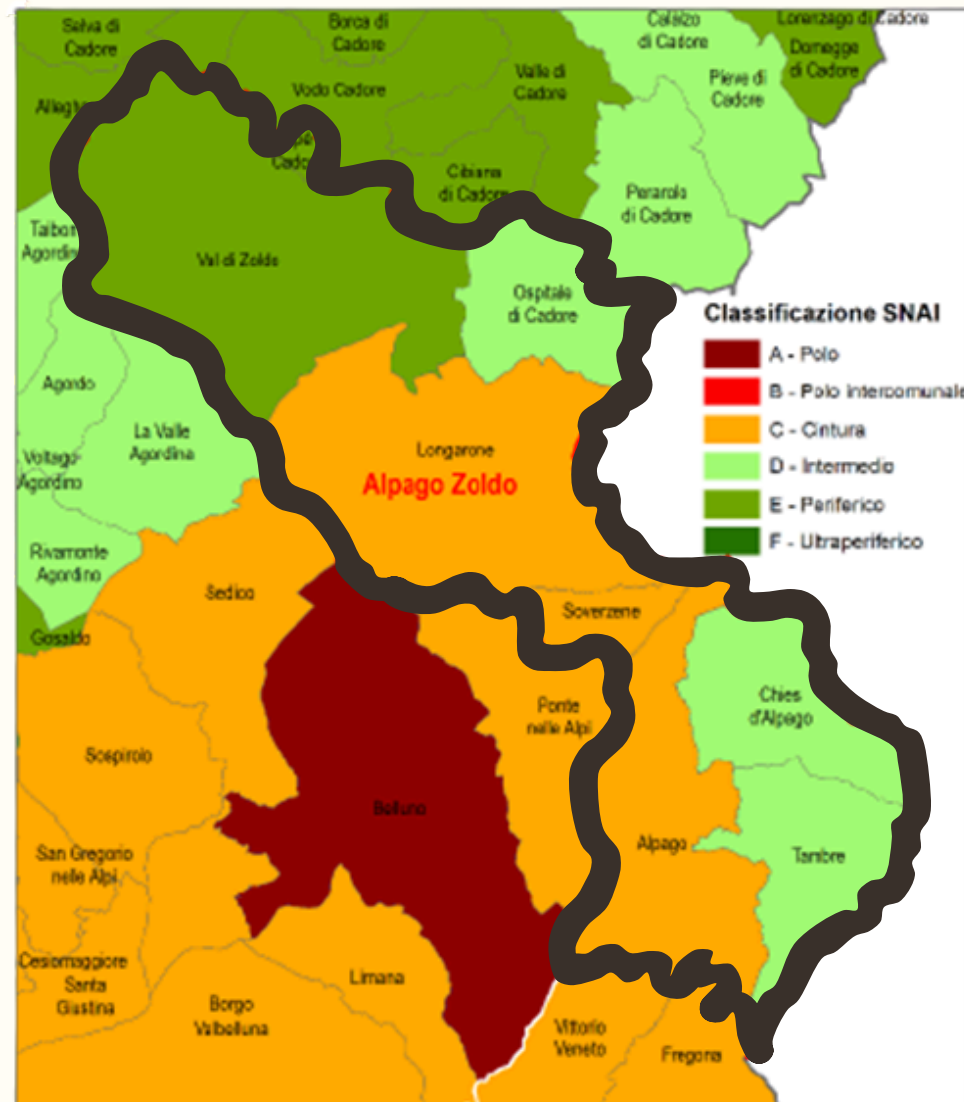 Selva di
Cadore
Borca di
Cadore
Calalzo
di Cadore
Lorenzago di Cadore
Domegge
di Cadore
Vodo Cadore
Valle di
Cadore
Pieve di
Cadore
Cibiana
di Cadore
Perarolo
di Cadore
Val di Zoldo
Ospitale
di Cadore
Classificazione SNAI
A - Polo
B - Polo intercomunale
C - Cintura
D - Intermedio
E - Periferico
F - Ultraperiferico
Agordo
La Valle
Agordina
Voltago
Agordino
Longarone
Alpago Zoldo
Rivamonte
Agordino
Sedico
Soverzene
Gosaldo
Chies
d'Alpago
Ponte
nelle Alpi
Sospirolo
Belluno
Alpago
Tambre
San Gregorio
nelle Alpi
Cesiomaggiore
Santa
Giustina
Limana
Borgo
Valbelluna
Vittorio
Veneto
Fregona